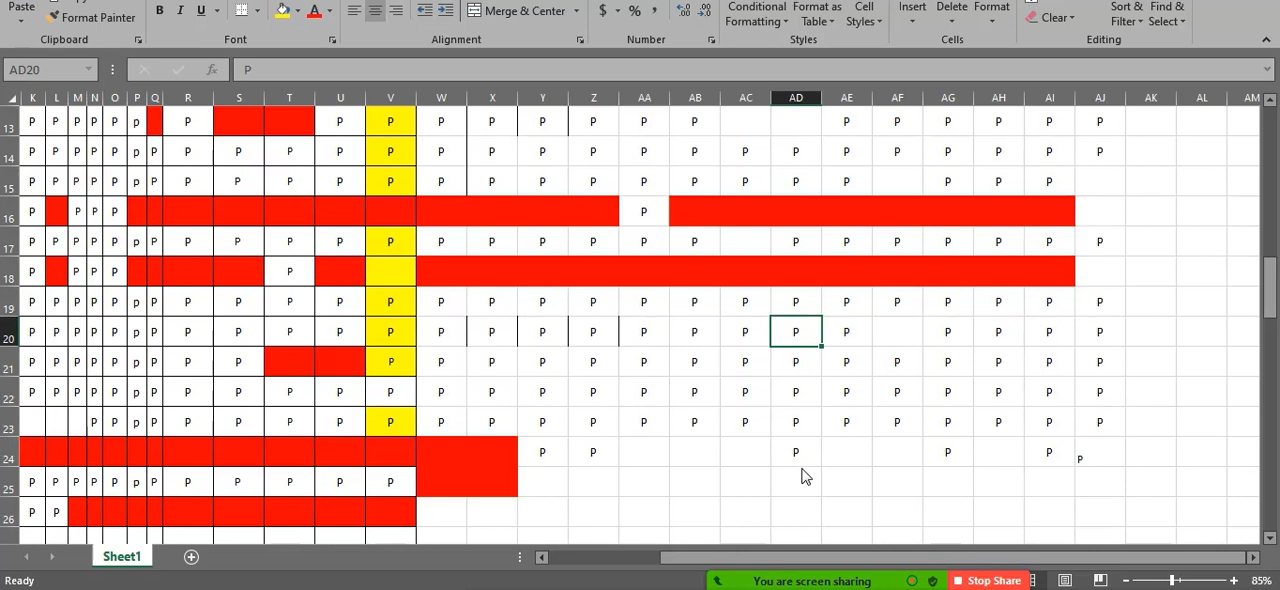 Paste
Format Painter
B I U A
Merge & Center
$ % ,
Conditional Formatting
Format as Table
Cell Styles
Insert Delete Format
Clear
Sort & Filter
Find & Select
Clipboard Font Alignment Number Styles Cells Editing
AD20 fx P
K L M N O P Q R S T U V W X Y Z AA AB AC AD AE AF AG AH AI AJ AK AL AM
13 P P P P P p P P P P P P P P P P P P P P P P
14 P P P P P p P P P P P P P P P P P P P P P P P P P P
15 P P P P P p P P P P P P P P P P P P P P P P P P
16 P P P P P
17 P P P P P p P P P P P P P P P P P P P P P P P P P
18 P P P P P
19 P P P P P p P P P P P P P P P P P P P P P P P P P P
20 P P P P P p P P P P P P P P P P P P P P P P P P P
21 P P P P P p P P P P P P P P P P P P P P P P P P
22 P P P P P p P P P P P P P P P P P P P P P P P P P P
23 P P p P P P P P P P P P P P P P P P P P P P P
24 P P P P P P
25 P P P P P p P P P P P P
26 P P
Sheet1
Ready
You are screen sharing
Stop Share
85%